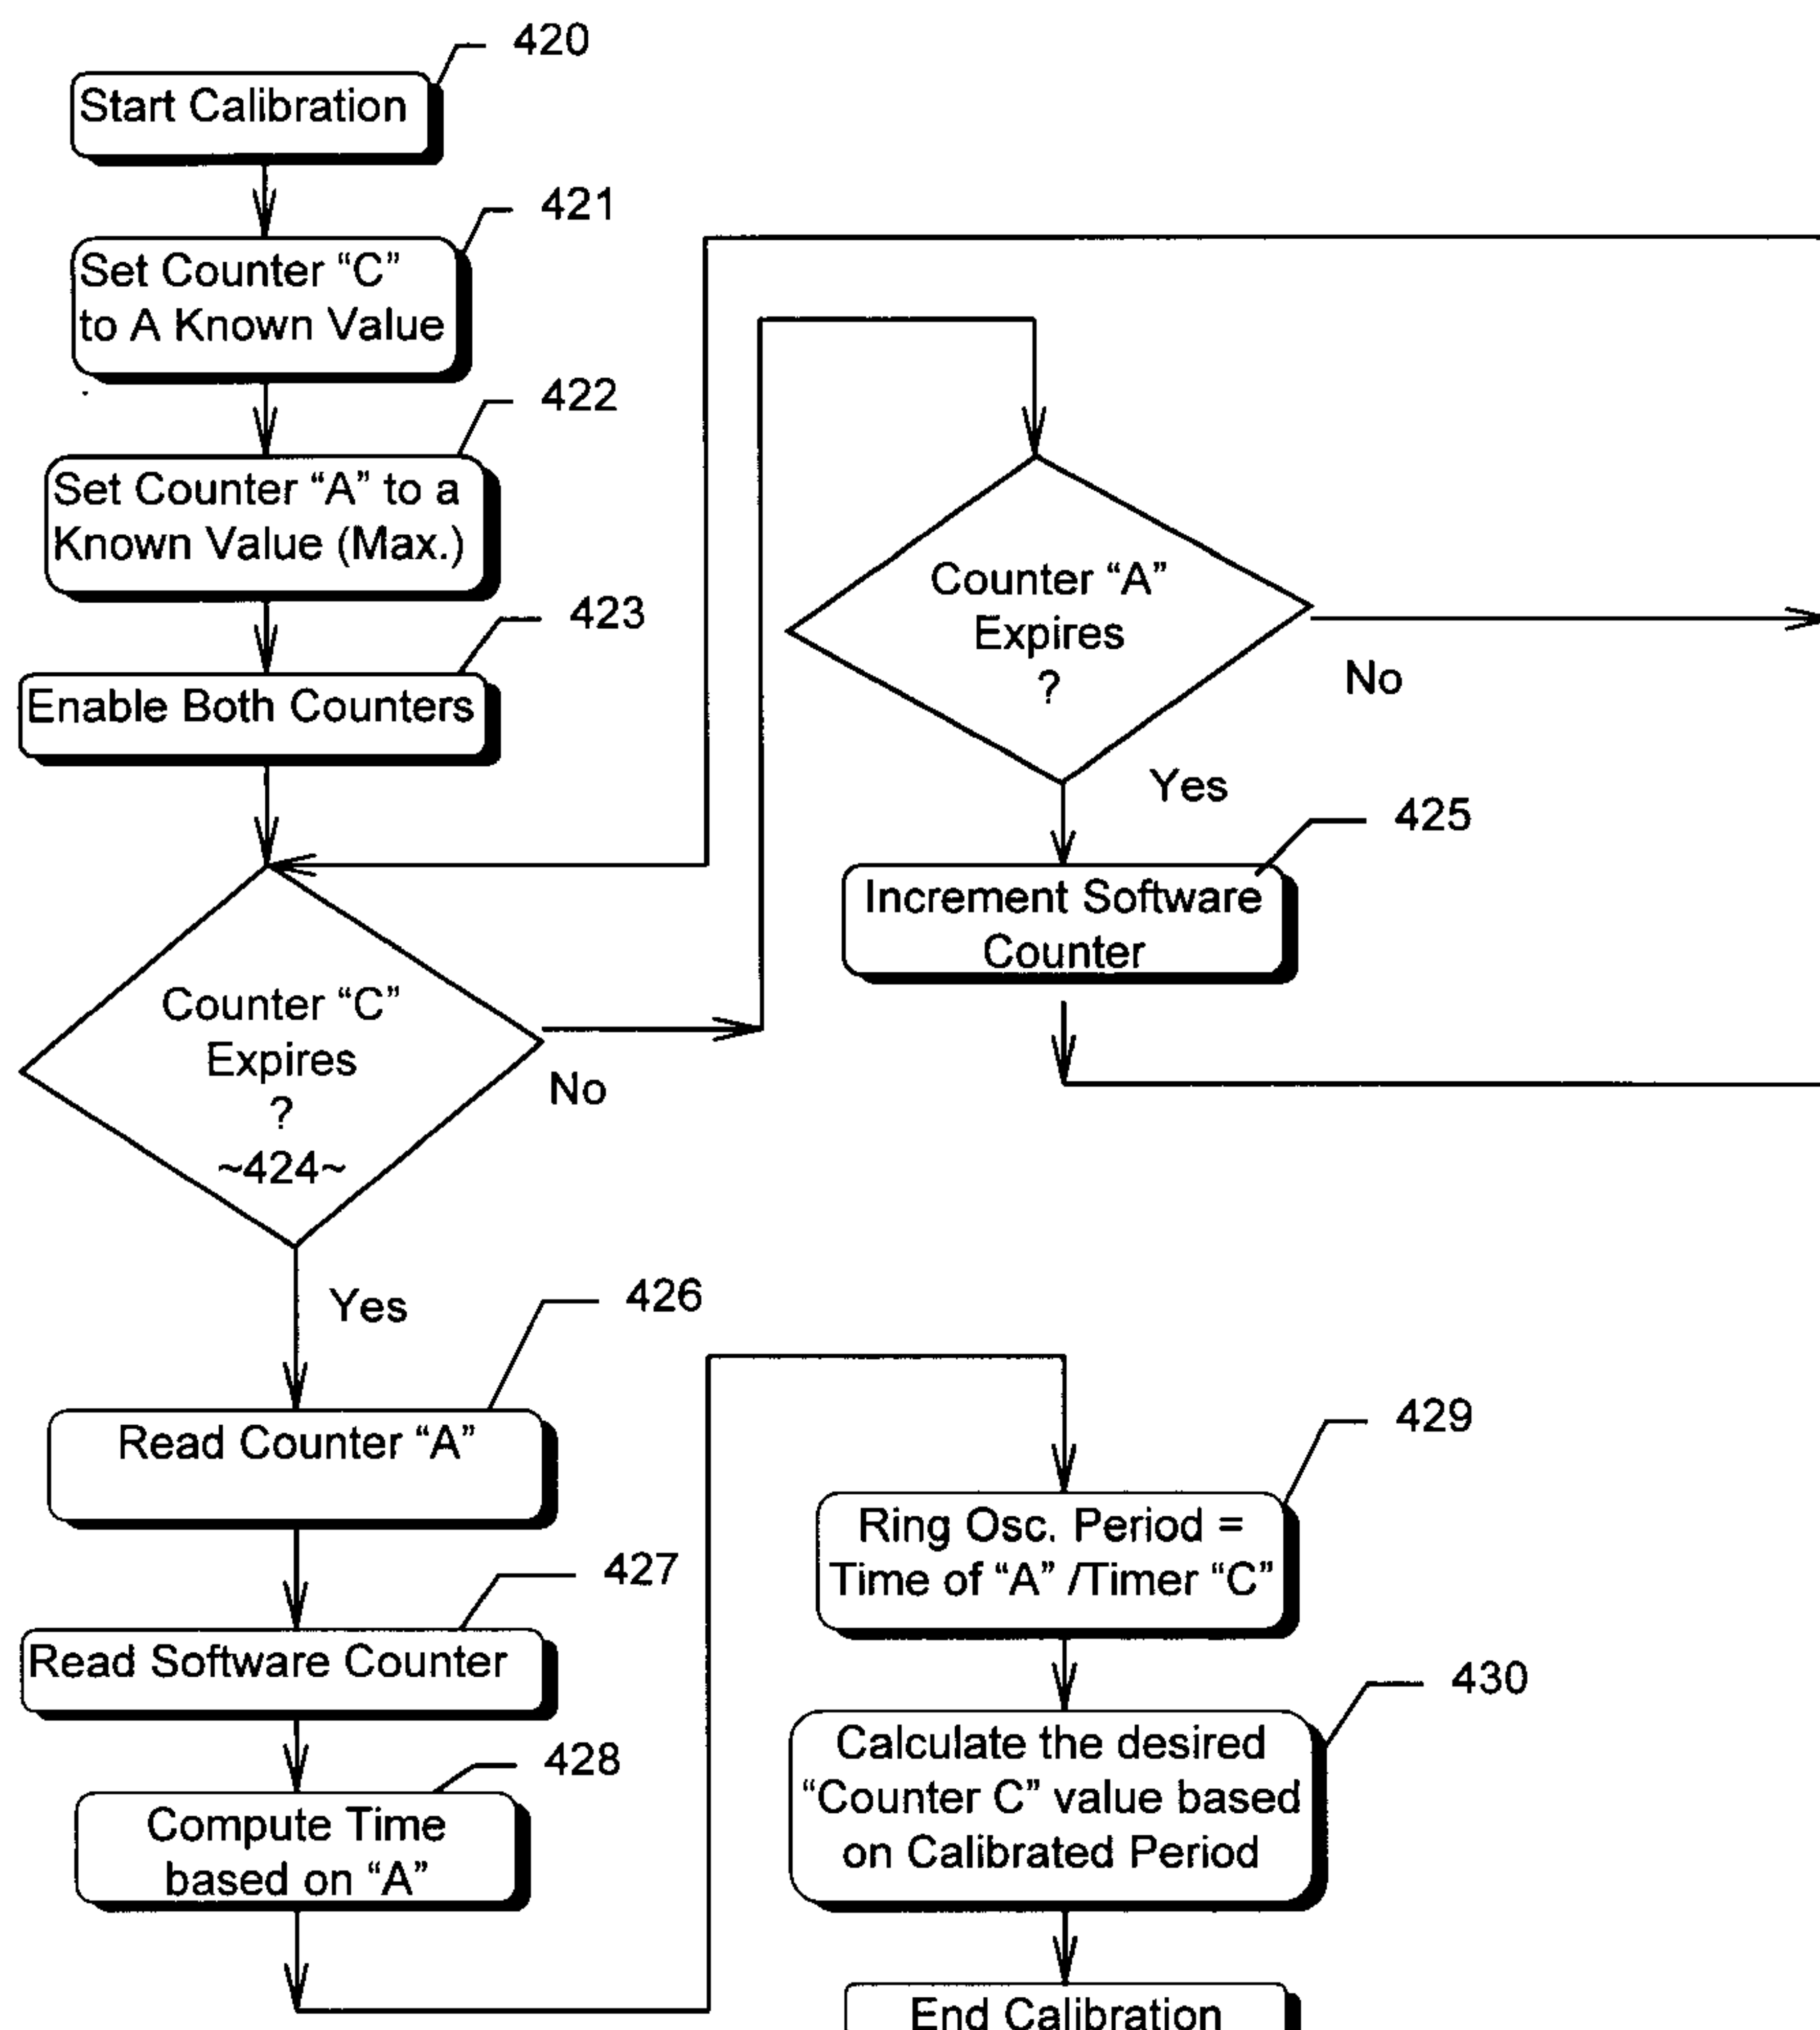 420
Start Calibration
421
Set Counter “C”
to A Known Value
422
Set Counter “A” to a
Known Value (Max.)
423
Enable Both Counters
Counter “C”
Expires
?
~424~
No
Yes
Counter “A”
Expires
?
No
Yes
425
Increment Software
Counter
426
Read Counter “A”
427
Read Software Counter
428
Compute Time
based on “A”
429
Ring Osc. Period =
Time of “A” /Timer “C”
430
Calculate the desired
“Counter C” value based
on Calibrated Period
End Calibration